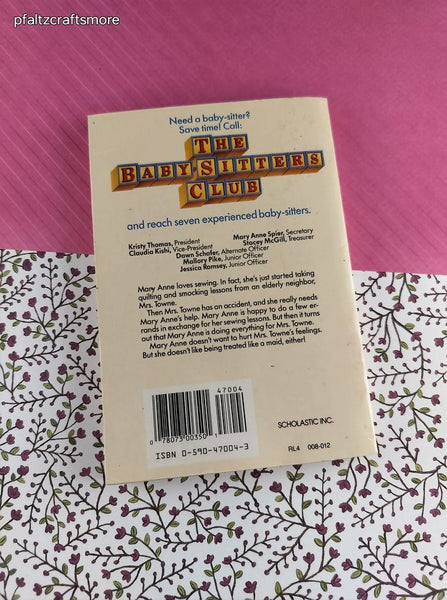 pfaltzcraftsmore
Need a baby-sitter?
Save time! Call:
THE
BABY-SITTERS
CLUB
and reach seven experienced baby-sitters.
Kristy Thomas, President
Mary Anne Spier, Secretary
Claudia Kishi, Vice-President
Stacey McGill, Treasurer
Dawn Schafer, Alternate Officer
Mallory Pike, Junior Officer
Jessica Ramsey, Junior Officer
Mary Anne loves sewing. In fact, she's just started taking
quilting and smocking lessons from an elderly neighbor,
Mrs. Towne.
Then Mrs. Towne has an accident, and she really needs
Mary Anne's help. Mary Anne is happy to do a few er-
rands in exchange for her sewing lessons. But then it turns
out that Mary Anne is doing everything for Mrs. Towne.
Mary Anne doesn't want to hurt Mrs. Towne's feelings.
But she doesn't like being treated like a maid, either!
47004
0 78073 00350 1
ISBN 0-590-47004-3
SCHOLASTIC INC.
RL4 008-012